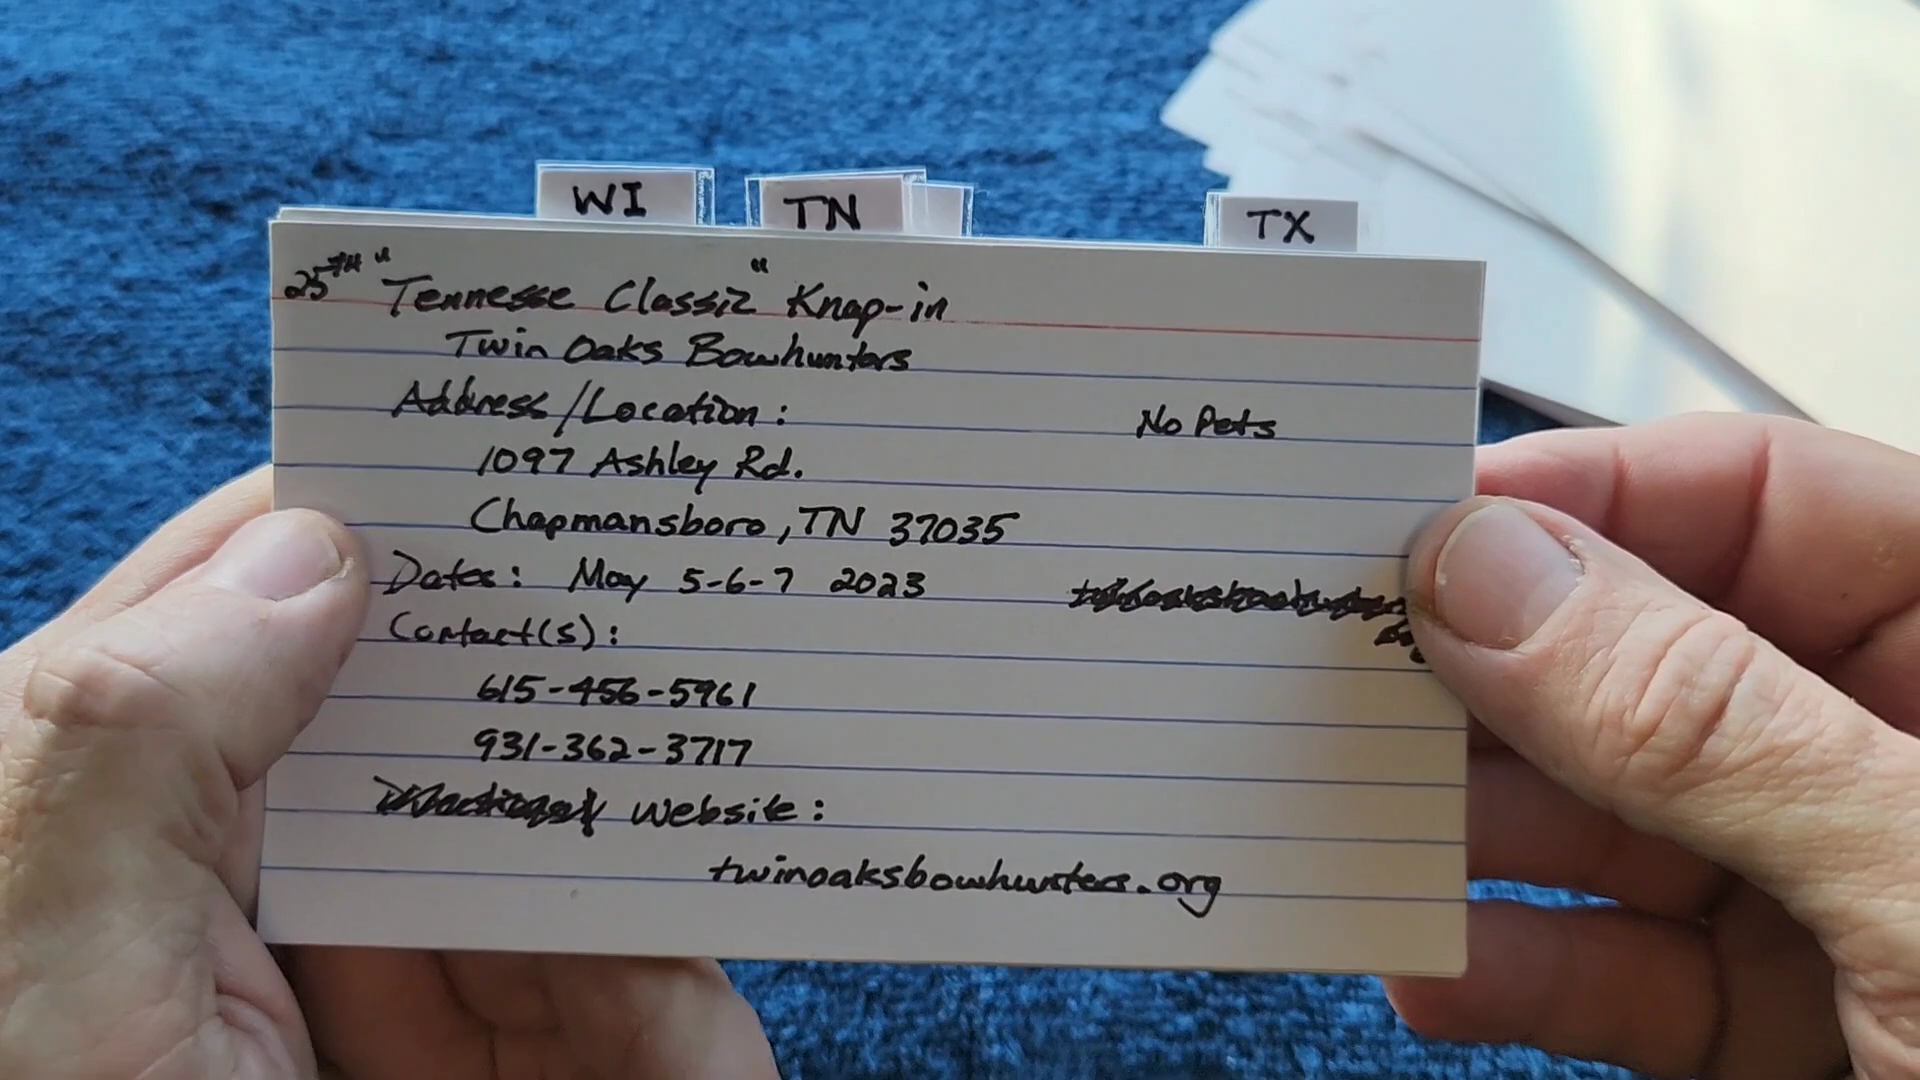 WI
TN
TX
25TH "Tennesse Classic" Knap-in
Twin Oaks Bowhunters
Address/Location:
No Pets
1097 Ashley Rd.
Chapmansboro, TN 37035
Dates: May 5-6-7 2023
Contact(s):
615-456-5961
931-362-3717
Website:
twinoaksbowhunters.org